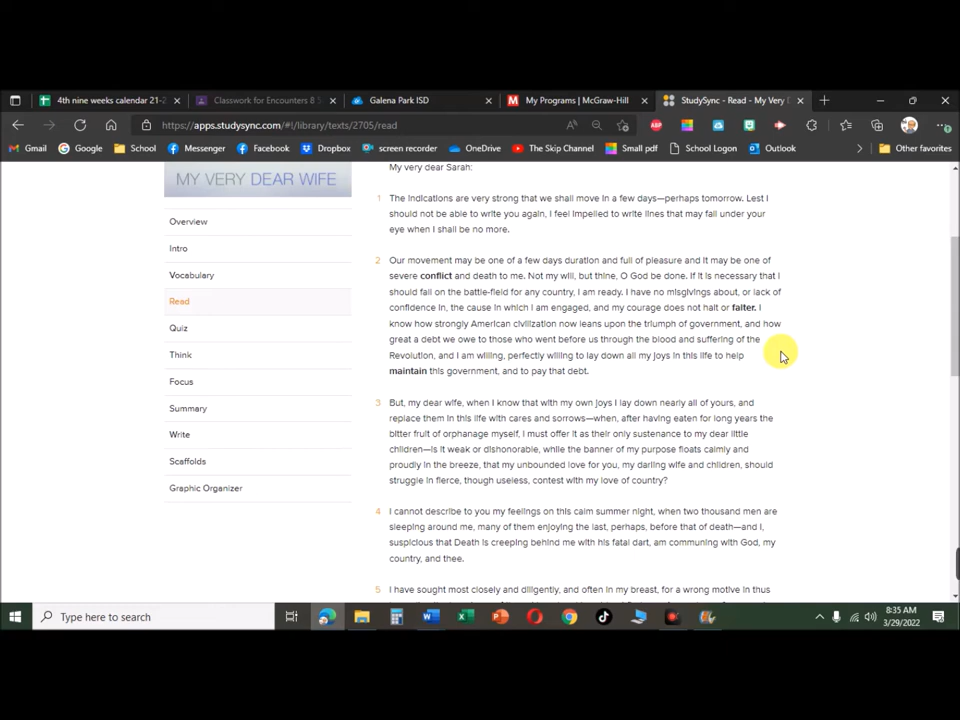 4th nine weeks calendar 21-2
Classwork for Encounters 8 S
Galena Park ISD
My Programs | McGraw-Hill
StudySync - Read - My Very D
https://apps.studysync.com/#!/library/texts/2705/read
Gmail
Google
School
Messenger
Facebook
Dropbox
screen recorder
OneDrive
The Skip Channel
Small pdf
School Logon
Outlook
Other favorites
MY VERY DEAR WIFE
Overview
Intro
Vocabulary
Read
Quiz
Think
Focus
Summary
Write
Scaffolds
Graphic Organizer
My very dear Sarah:
1 The indications are very strong that we shall move in a few days—perhaps tomorrow. Lest I
should not be able to write you again, I feel impelled to write lines that may fall under your
eye when I shall be no more.
2 Our movement may be one of a few days duration and full of pleasure and it may be one of
severe conflict and death to me. Not my will, but thine, O God be done. If it is necessary that I
should fall on the battle-field for any country, I am ready. I have no misgivings about, or lack of
confidence in, the cause in which I am engaged, and my courage does not halt or falter. I
know how strongly American civilization now leans upon the triumph of government, and how
great a debt we owe to those who went before us through the blood and suffering of the
Revolution, and I am willing, perfectly willing to lay down all my joys in this life to help
maintain this government, and to pay that debt.
3 But, my dear wife, when I know that with my own joys I lay down nearly all of yours, and
replace them in this life with cares and sorrows—when, after having eaten for long years the
bitter fruit of orphanage myself, I must offer it as their only sustenance to my dear little
children—is it weak or dishonorable, while the banner of my purpose floats calmly and
proudly in the breeze, that my unbounded love for you, my darling wife and children, should
struggle in fierce, though useless, contest with my love of country?
4 I cannot describe to you my feelings on this calm summer night, when two thousand men are
sleeping around me, many of them enjoying the last, perhaps, before that of death—and I,
suspicious that Death is creeping behind me with his fatal dart, am communing with God, my
country, and thee.
5 I have sought most closely and diligently, and often in my breast, for a wrong motive in thus
Type here to search
8:35 AM
3/29/2022